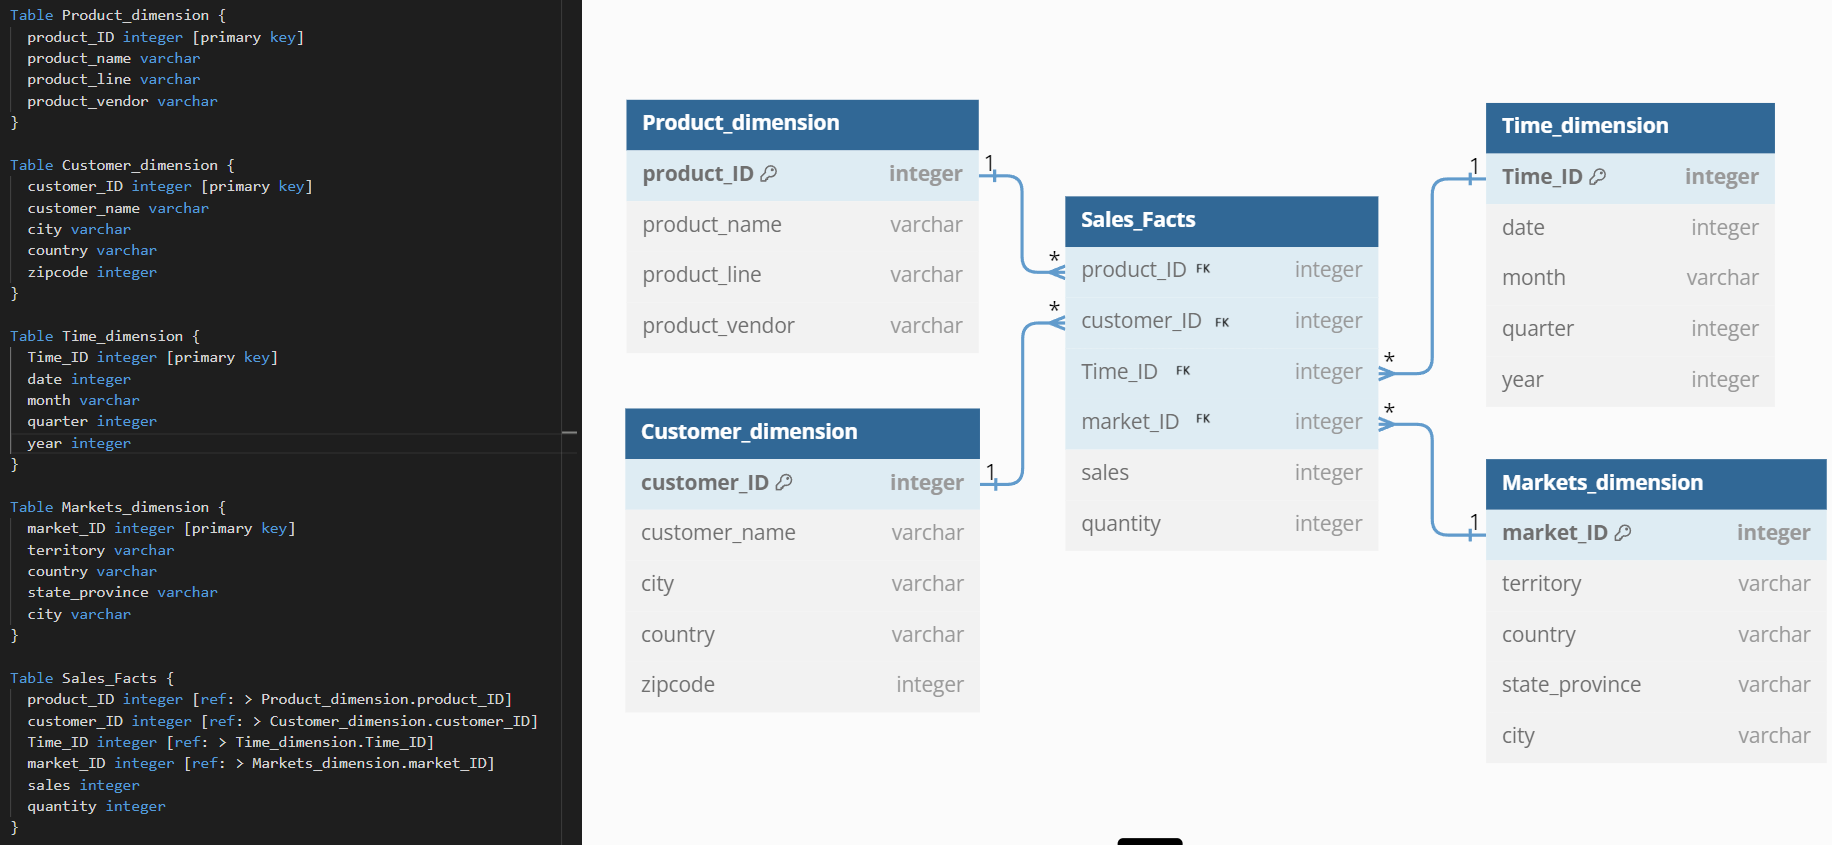 Table Product_dimension {
product_ID integer [primary key]
product_name varchar
product_line varchar
product_vendor varchar
}
Table Customer_dimension {
customer_ID integer [primary key]
customer_name varchar
city varchar
country varchar
zipcode integer
}
Table Time_dimension {
Time_ID integer [primary key]
date integer
month varchar
quarter integer
year integer
}
Table Markets_dimension {
market_ID integer [primary key]
territory varchar
country varchar
state_province varchar
city varchar
}
Table Sales_Facts {
product_ID integer [ref: > Product_dimension.product_ID]
customer_ID integer [ref: > Customer_dimension.customer_ID]
Time_ID integer [ref: > Time_dimension.Time_ID]
market_ID integer [ref: > Markets_dimension.market_ID]
sales integer
quantity integer
}
Product_dimension
product_ID integer
product_name varchar
product_line varchar
product_vendor varchar
1
*
Customer_dimension
customer_ID integer
customer_name varchar
city varchar
country varchar
zipcode integer
1
*
Sales_Facts
product_ID FK integer
customer_ID FK integer
Time_ID FK integer
market_ID FK integer
sales integer
quantity integer
*
*
1
Time_dimension
Time_ID integer
date integer
month varchar
quarter integer
year integer
1
Markets_dimension
market_ID integer
territory varchar
country varchar
state_province varchar
city varchar